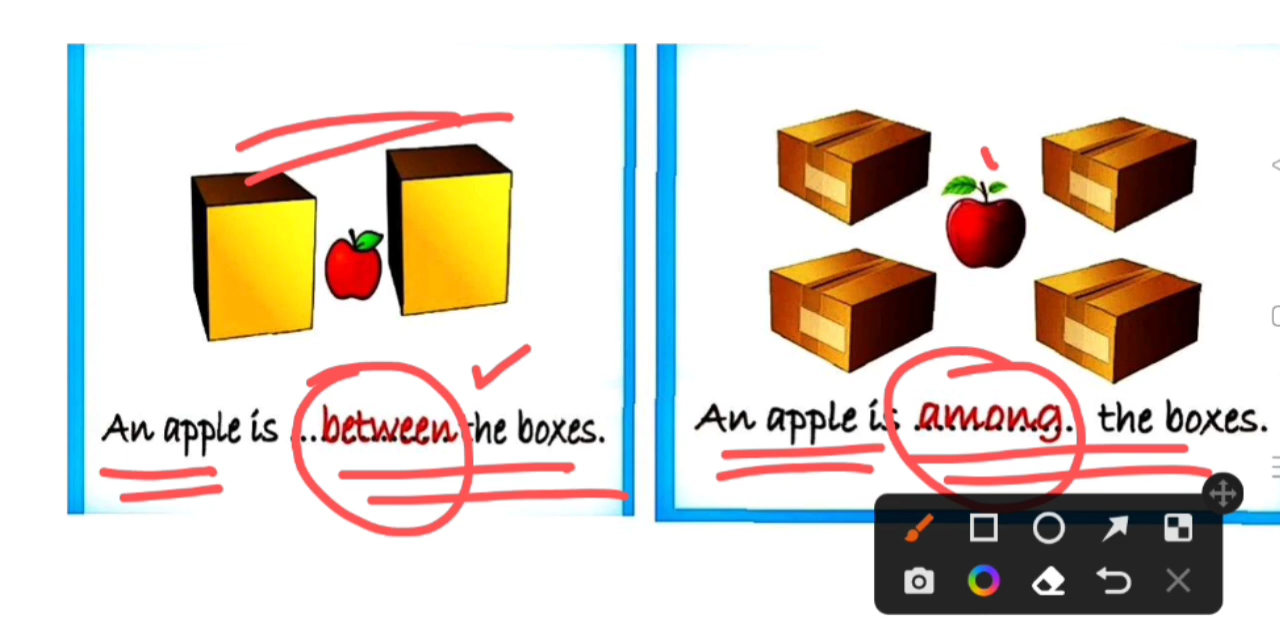 An apple is ...between the boxes.
An apple is ...among... the boxes.